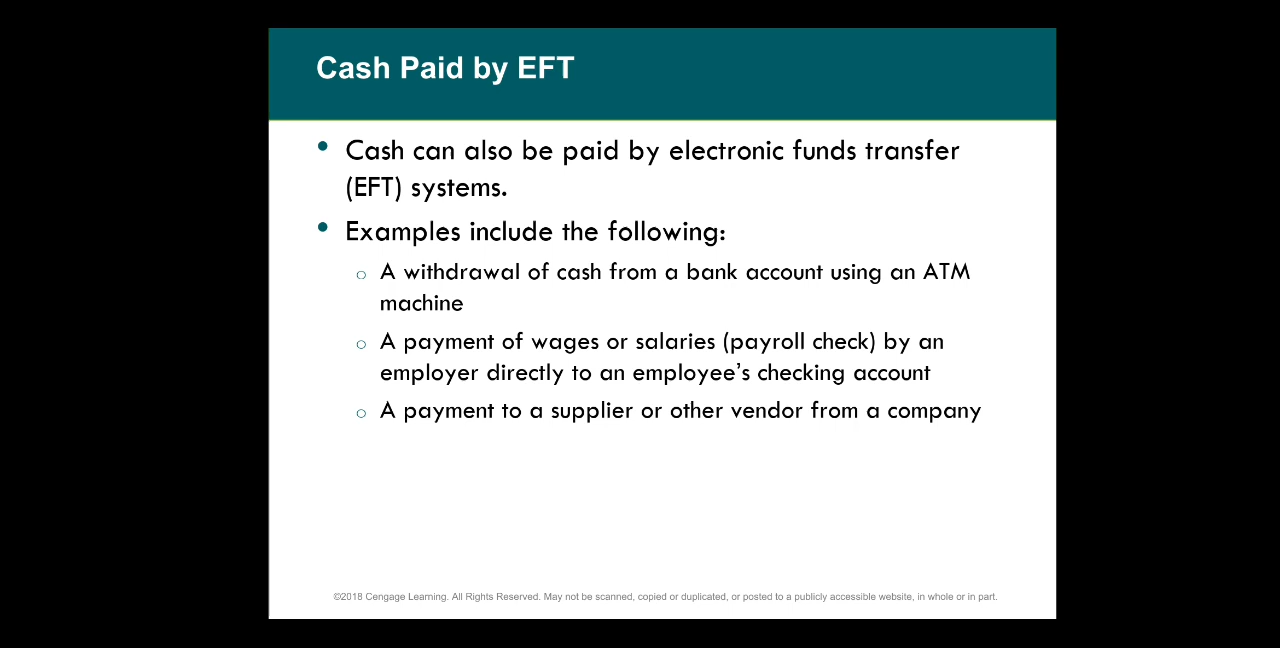 Cash Paid by EFT
• Cash can also be paid by electronic funds transfer
(EFT) systems.
• Examples include the following:
o A withdrawal of cash from a bank account using an ATM
machine
o A payment of wages or salaries (payroll check) by an
employer directly to an employee’s checking account
o A payment to a supplier or other vendor from a company
©2018 Cengage Learning. All Rights Reserved. May not be scanned, copied or duplicated, or posted to a publicly accessible website, in whole or in part.